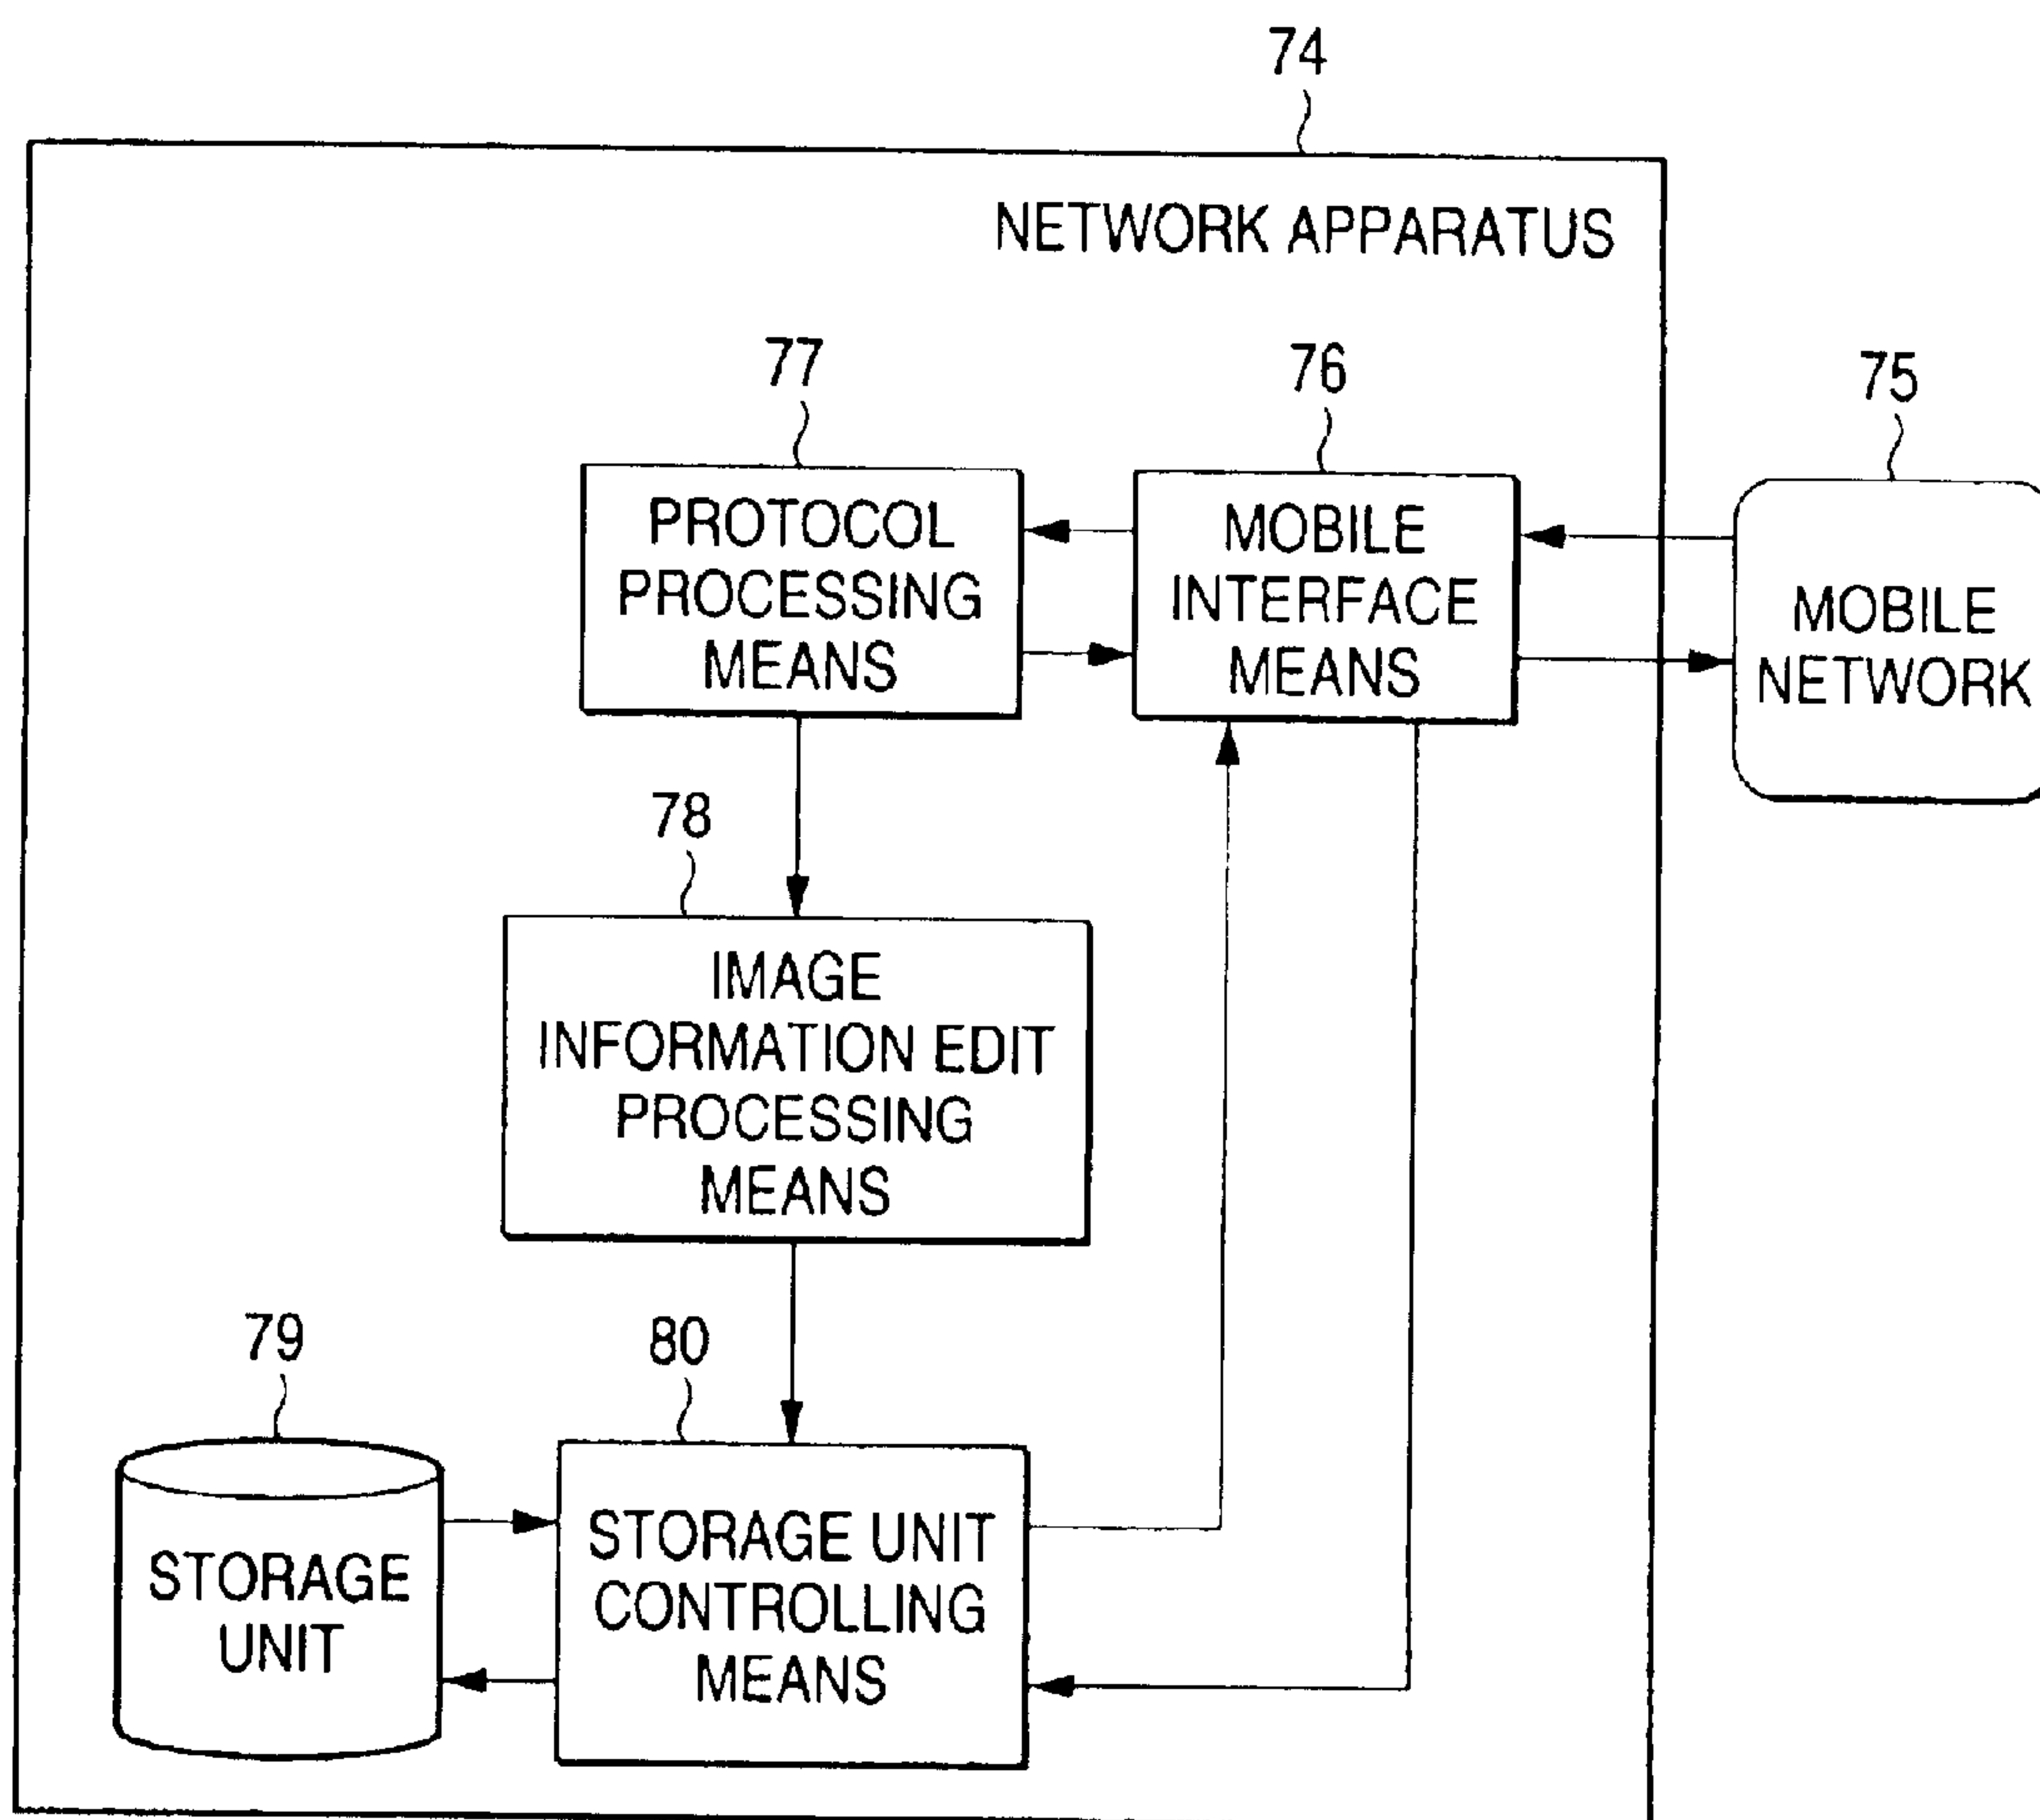 74
NETWORK APPARATUS
77
76
75
PROTOCOL
PROCESSING
MEANS
MOBILE
INTERFACE
MEANS
MOBILE
NETWORK
78
IMAGE
INFORMATION EDIT
PROCESSING
MEANS
79
80
STORAGE
UNIT
STORAGE UNIT
CONTROLLING
MEANS